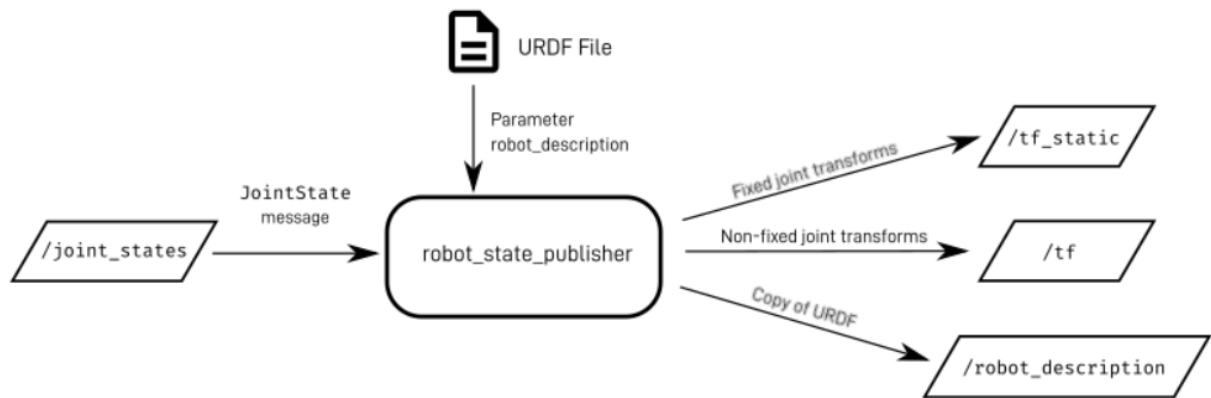 URDF File
Parameter
robot_description
JointState
message
/joint_states
robot_state_publisher
Fixed joint transforms
/tf_static
Non-fixed joint transforms
/tf
Copy of URDF
/robot_description